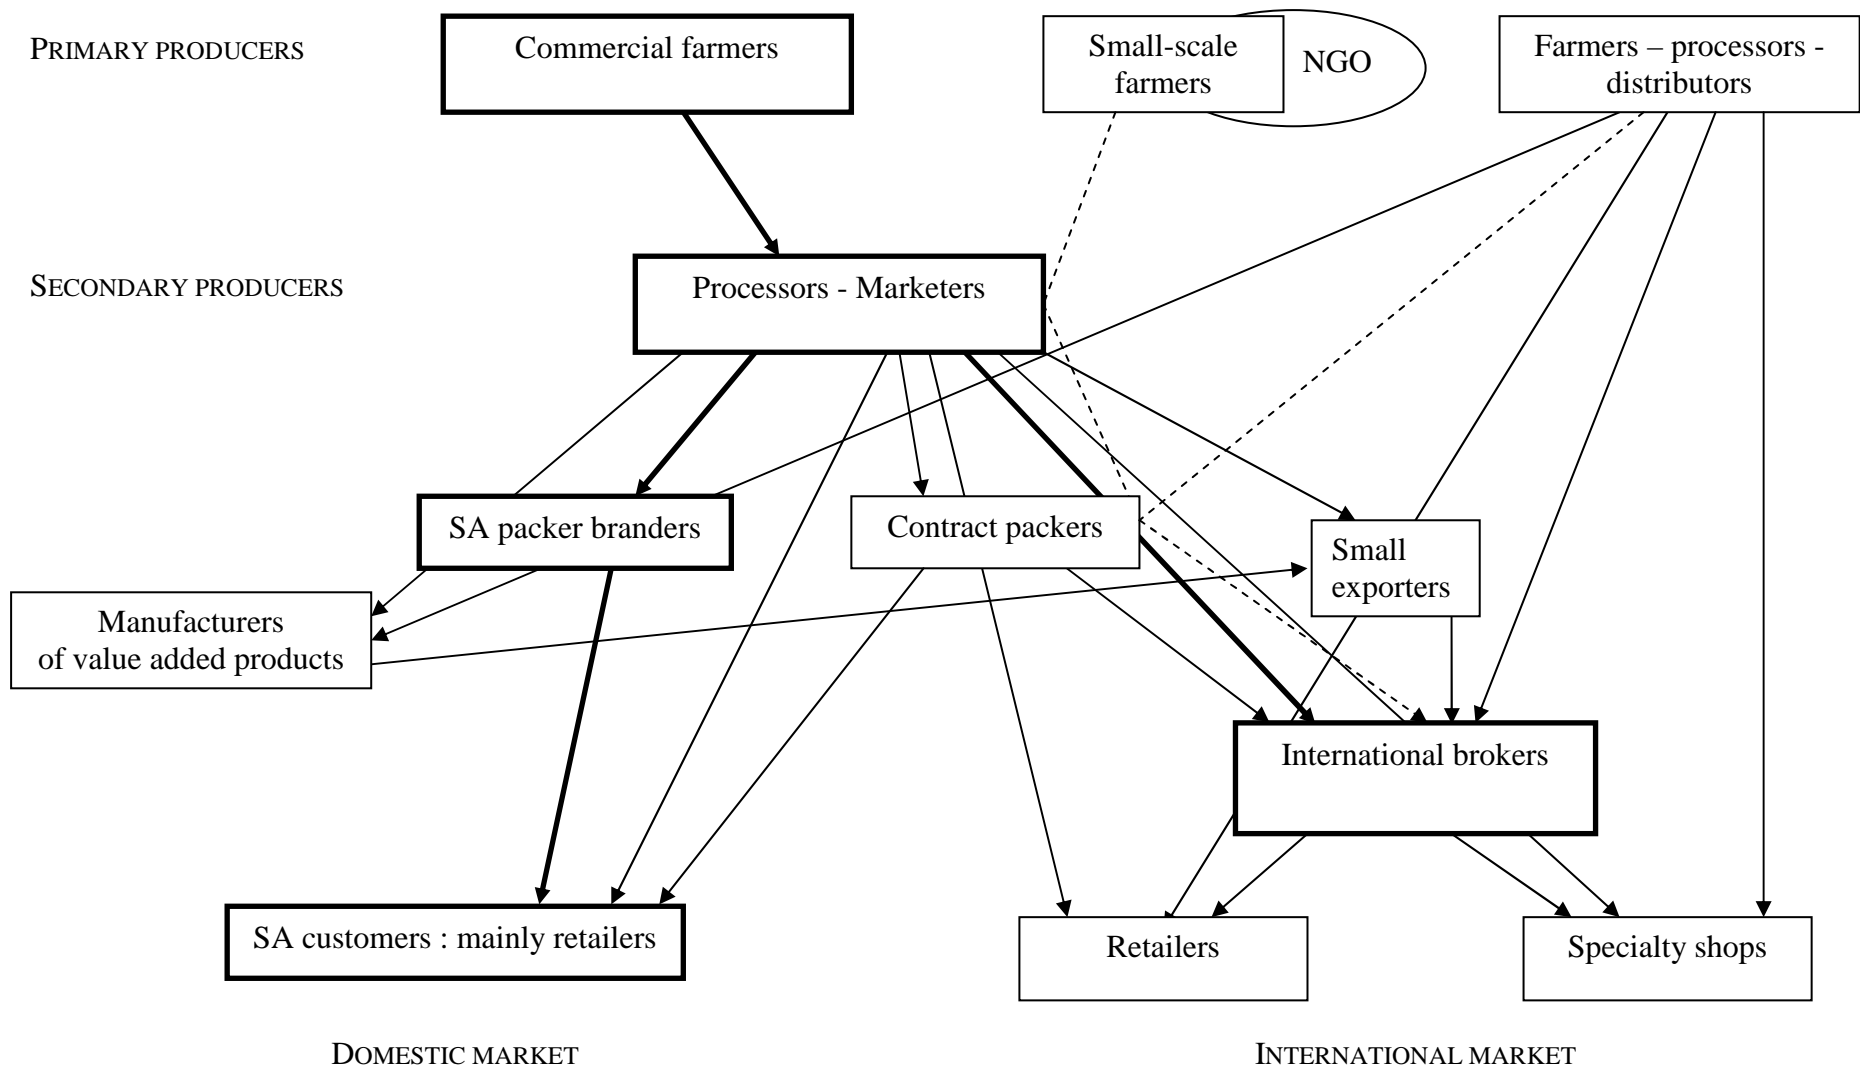 PRIMARY PRODUCERS
Commercial farmers
Small-scale
farmers
NGO
Farmers – processors -
distributors
SECONDARY PRODUCERS
Processors - Marketers
SA packer branders
Contract packers
Small
exporters
Manufacturers
of value added products
International brokers
SA customers : mainly retailers
Retailers
Specialty shops
DOMESTIC MARKET
INTERNATIONAL MARKET